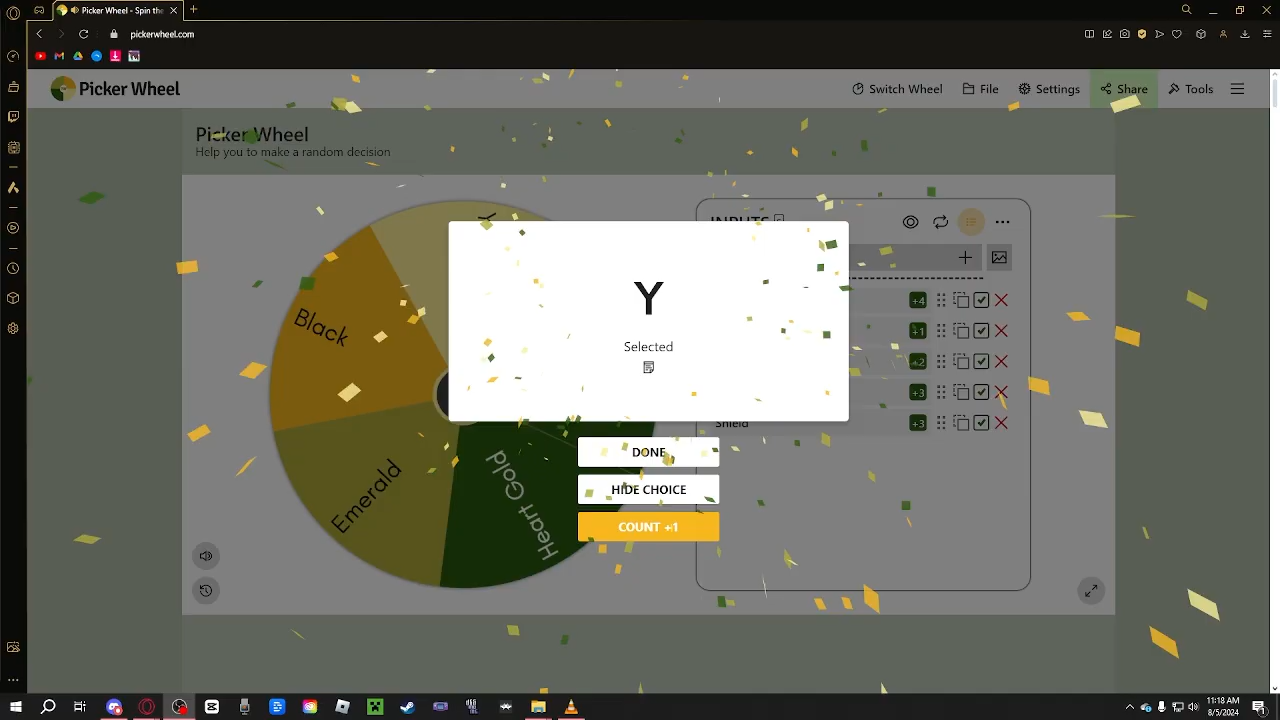 Picker Wheel - Spin the
pickerwheel.com
Picker Wheel
Switch Wheel
File
Settings
Share
Tools
Picker Wheel
Help you to make a random decision
INPUTS
Y
Black
Emerald
Heart Gold
Y
Selected
+4
+1
+2
+3
Shield
+3
DONE
HIDE CHOICE
COUNT +1
11:18 AM
8/5/2024